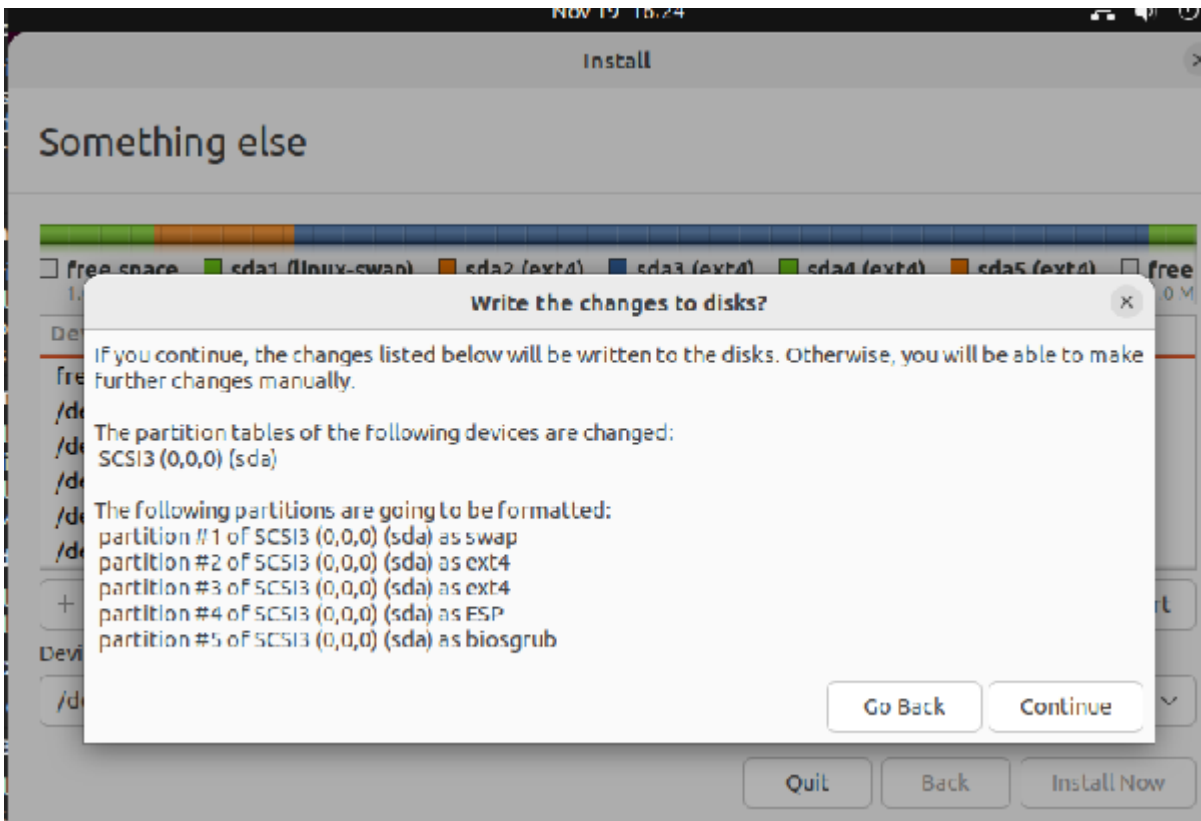 Nov 19 16:24
Install
Something else
free space sda1 (linux-swap) sda2 (ext4) sda3 (ext4) sda4 (ext4) sda5 (ext4) free
Write the changes to disks?
If you continue, the changes listed below will be written to the disks. Otherwise, you will be able to make
further changes manually.
The partition tables of the following devices are changed:
SCSI3 (0,0,0) (sda)
The following partitions are going to be formatted:
partition #1 of SCSI3 (0,0,0) (sda) as swap
partition #2 of SCSI3 (0,0,0) (sda) as ext4
partition #3 of SCSI3 (0,0,0) (sda) as ext4
partition #4 of SCSI3 (0,0,0) (sda) as ESP
partition #5 of SCSI3 (0,0,0) (sda) as biosgrub
Go Back Continue
Quit Back Install Now